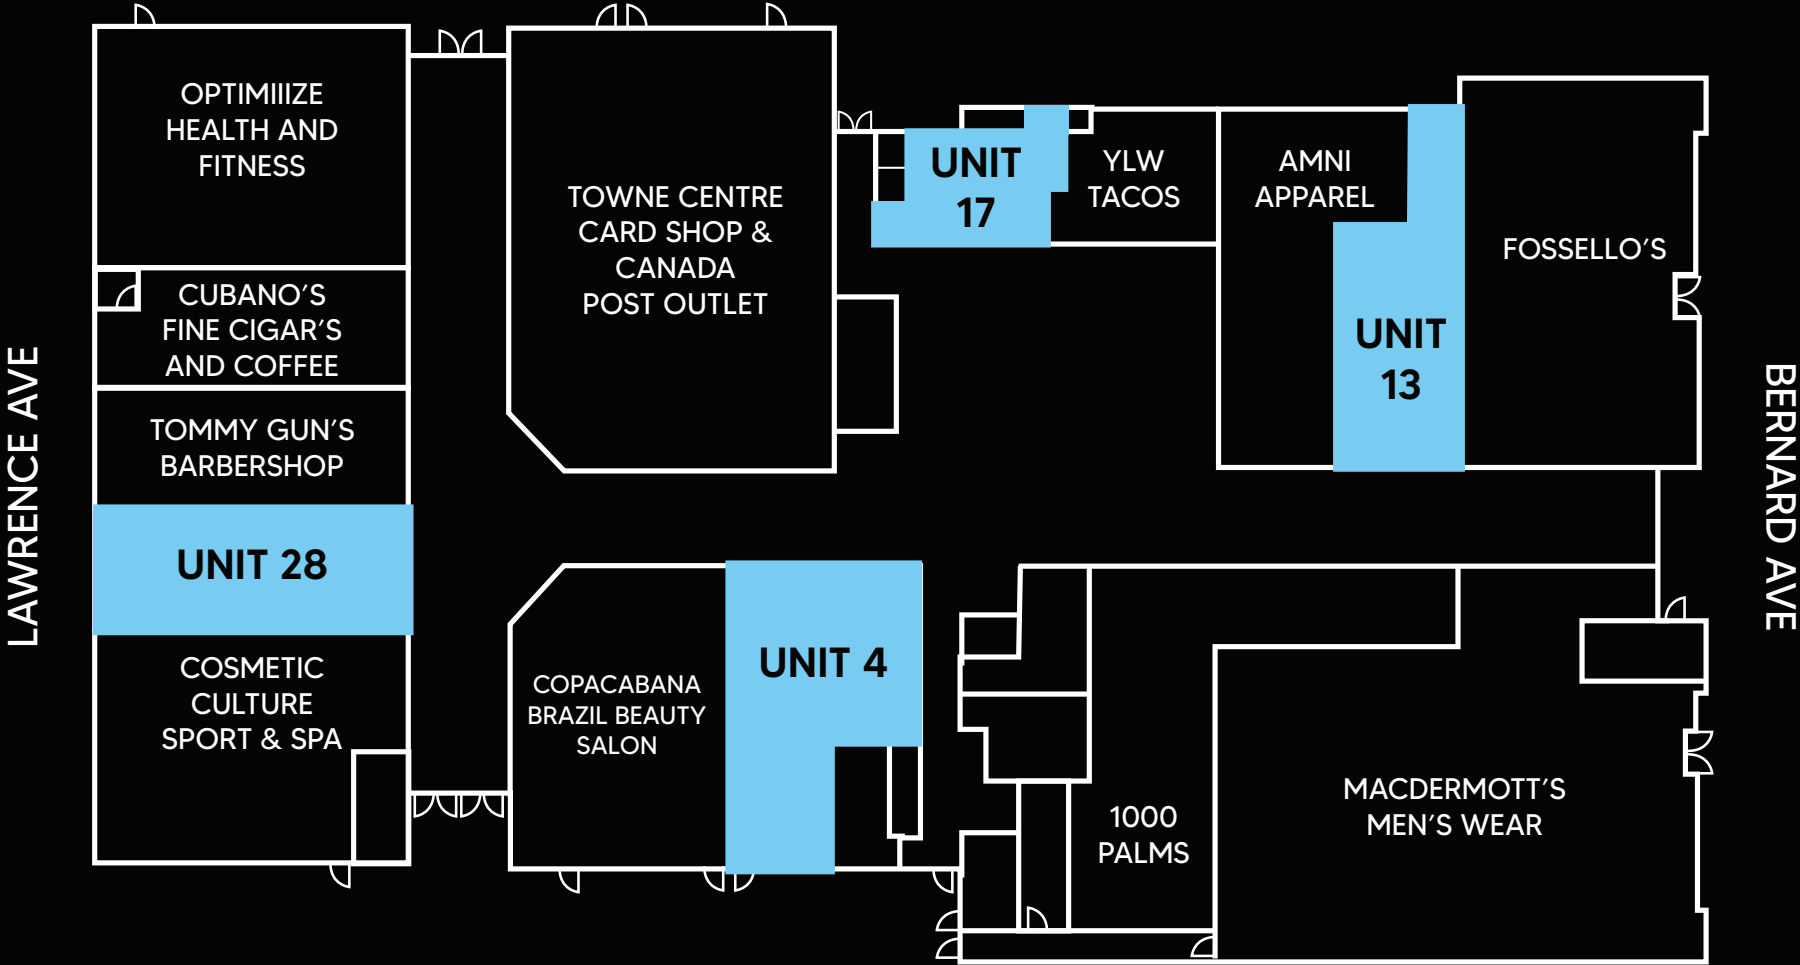 OPTIMIIIZE
HEALTH AND
FITNESS
CUBANO'S
FINE CIGAR'S
AND COFFEE
TOMMY GUN'S
BARBERSHOP
UNIT 28
COSMETIC
CULTURE
SPORT & SPA
LAWRENCE AVE
TOWNE CENTRE
CARD SHOP &
CANADA
POST OUTLET
COPACABANA
BRAZIL BEAUTY
SALON
UNIT 4
UNIT
17
YLW
TACOS
AMNI
APPAREL
UNIT
13
FOSSELLO'S
1000
PALMS
MACDERMOTT'S
MEN'S WEAR
BERNARD AVE